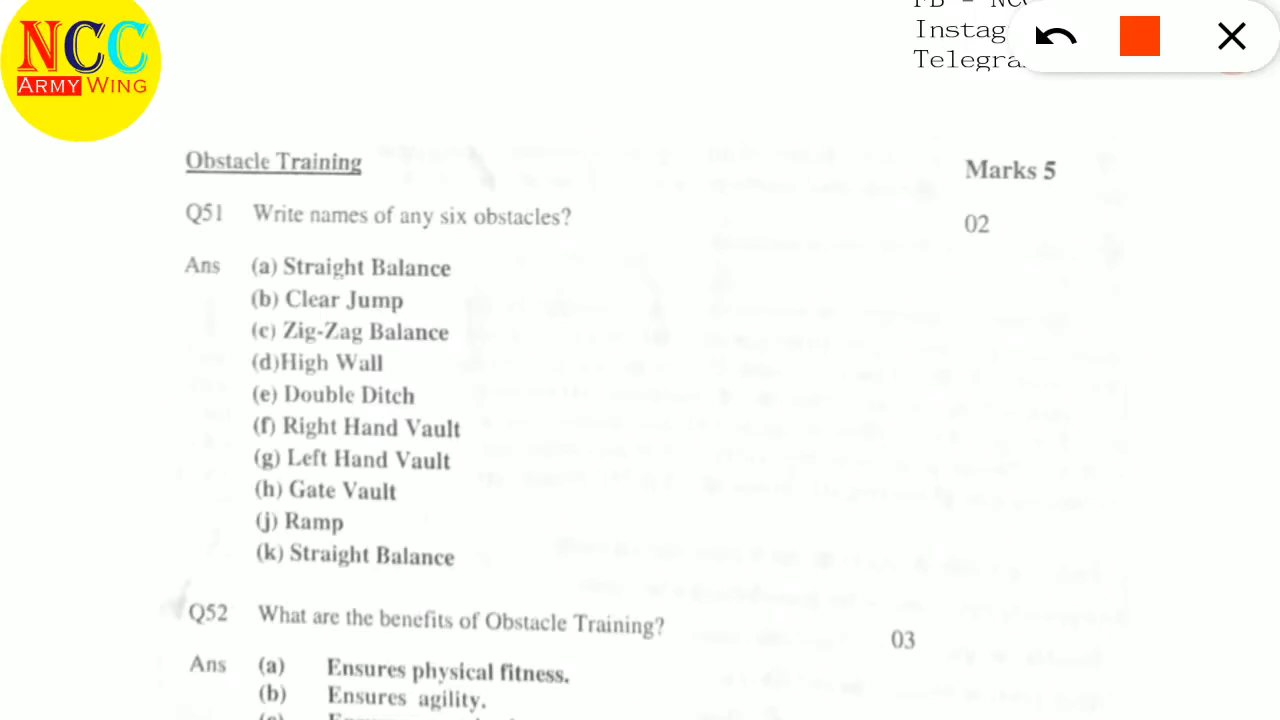 NCC
ARMY WING
Instag
Telegra
Obstacle Training
Marks 5
Q51 Write names of any six obstacles?
02
Ans (a) Straight Balance
(b) Clear Jump
(c) Zig-Zag Balance
(d)High Wall
(e) Double Ditch
(f) Right Hand Vault
(g) Left Hand Vault
(h) Gate Vault
(j) Ramp
(k) Straight Balance
Q52 What are the benefits of Obstacle Training?
03
Ans (a) Ensures physical fitness.
(b) Ensures agility.